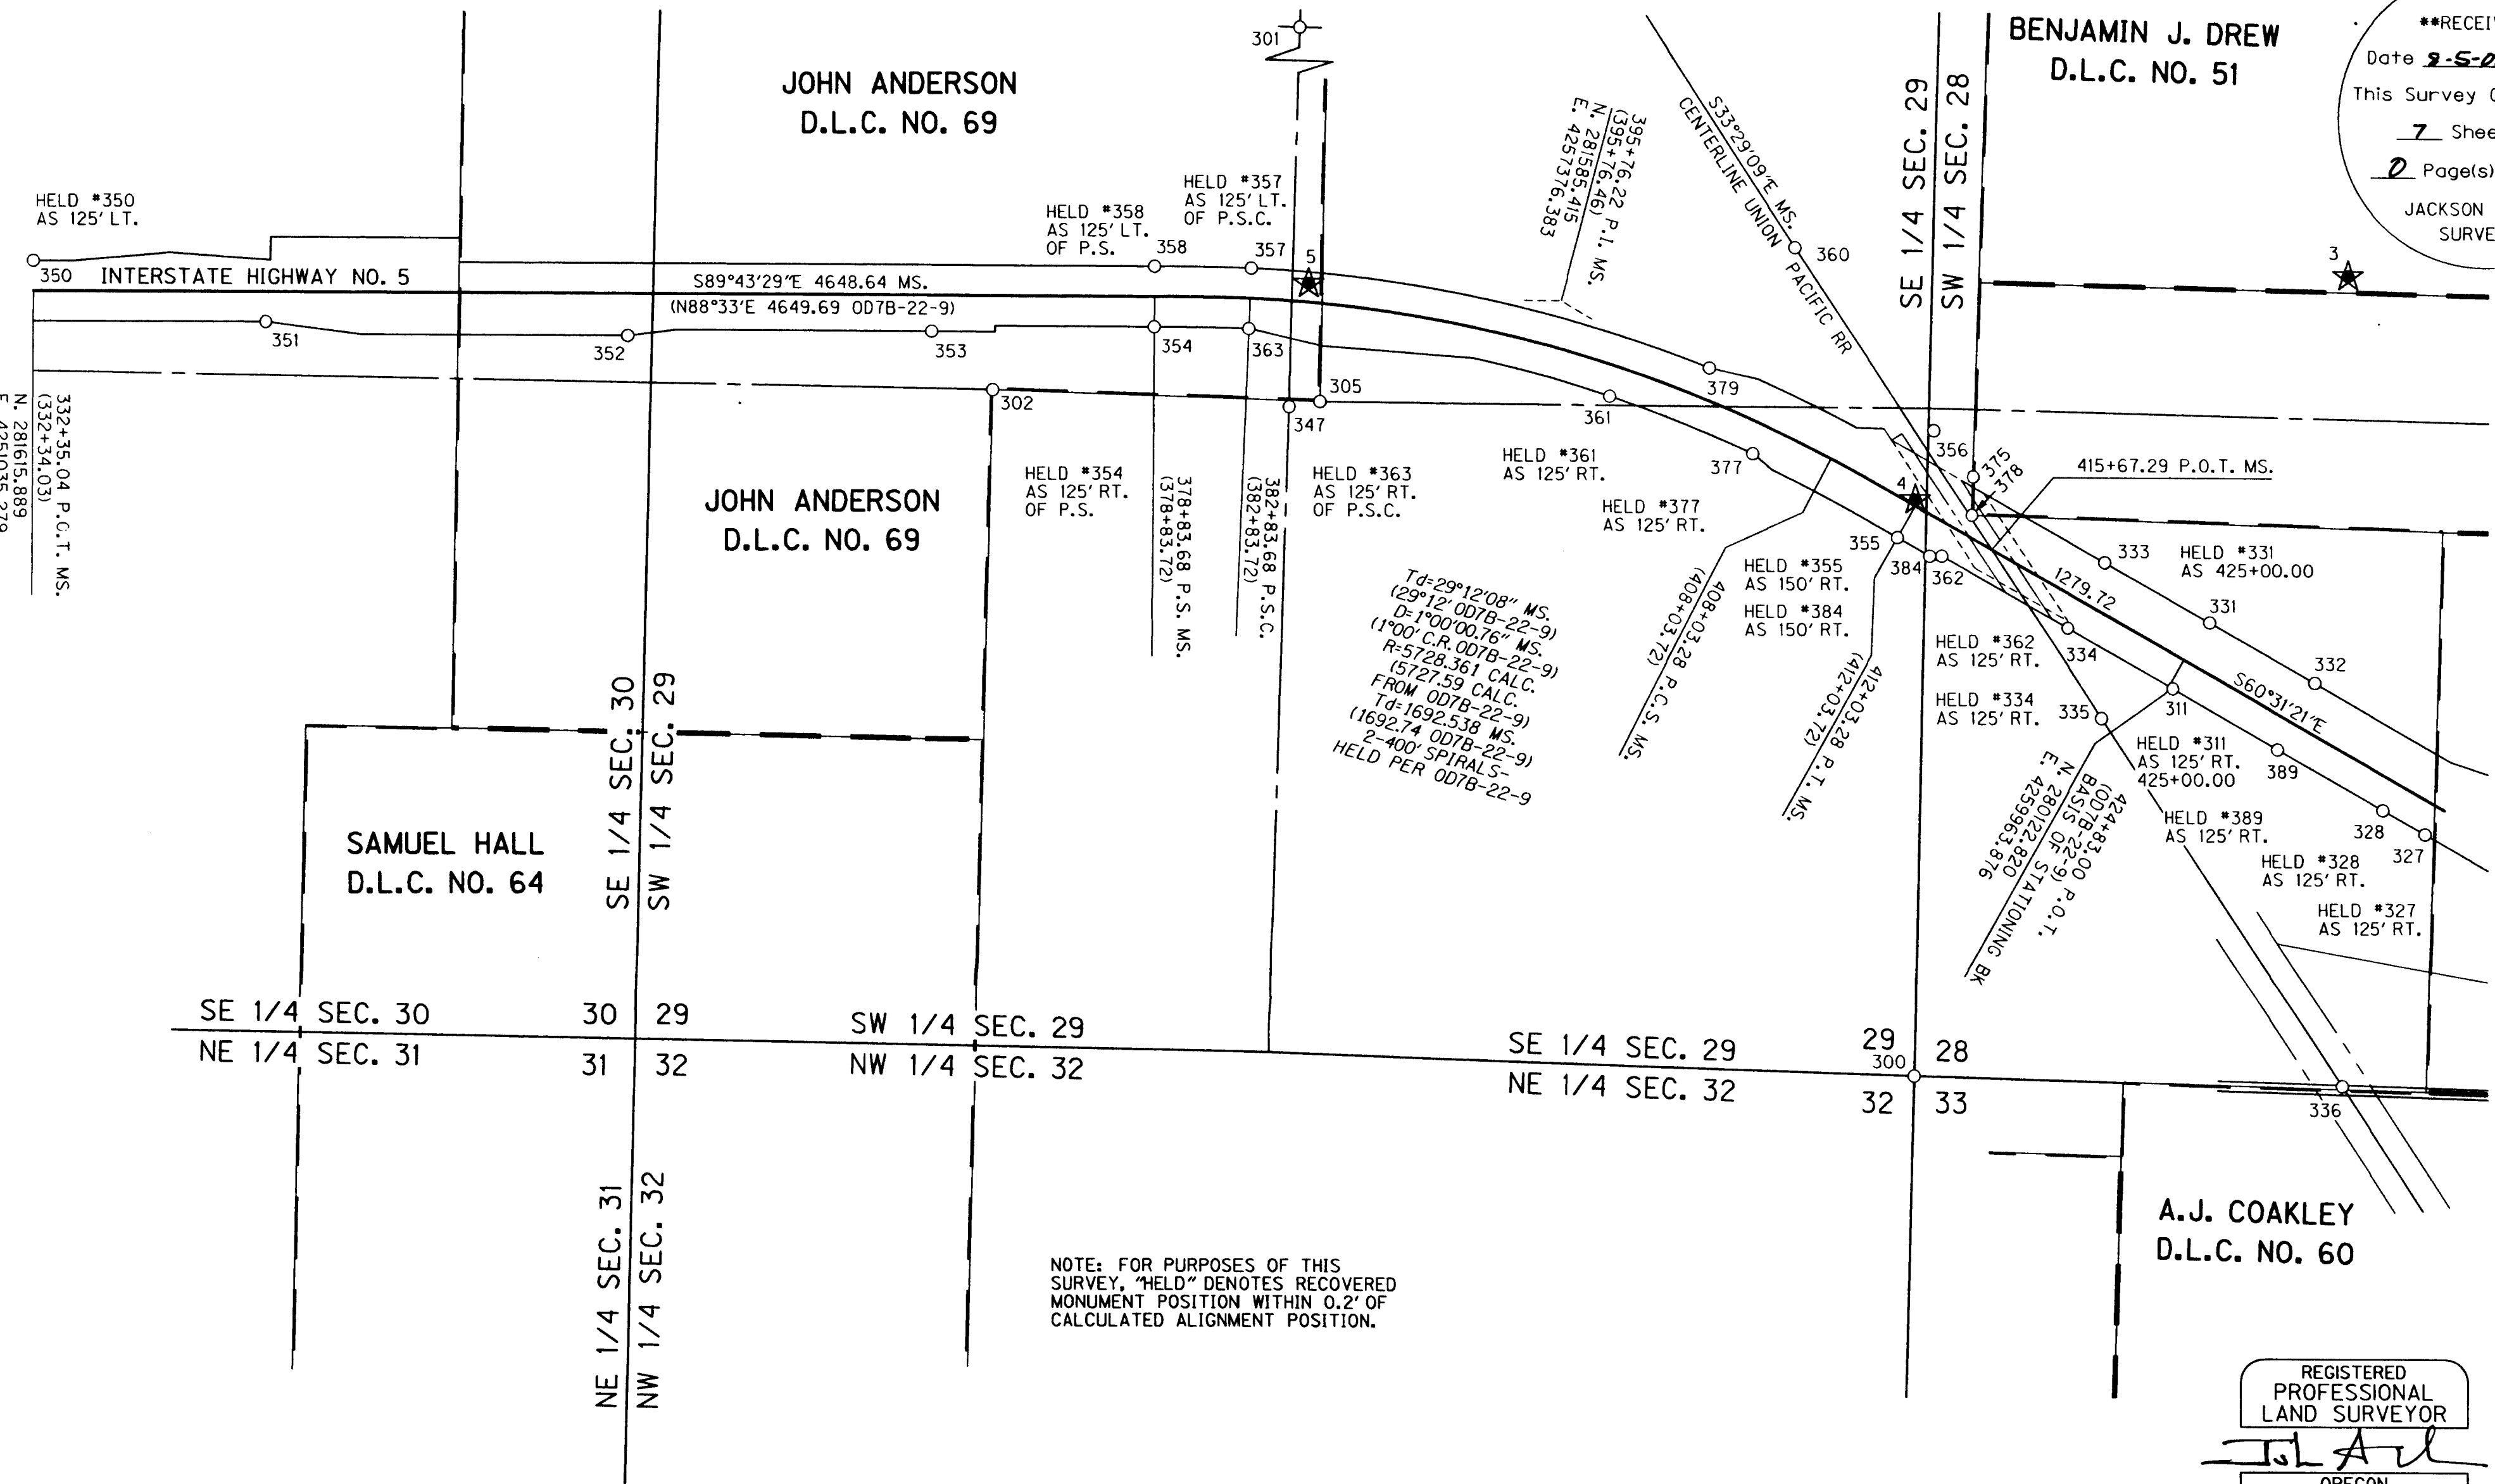 JOHN ANDERSON
D.L.C. NO. 69
301
BENJAMIN J. DREW
D.L.C. NO. 51
Date
This Survey
7
0 Page(s)
JACKSON
HELD #350
AS 125' LT.
350
INTERSTATE HIGHWAY NO. 5
S89°43'29"E 4648.64 MS.
(N88°33'E 4649.69 OD7B-22-9)
HELD #358
AS 125' LT.
OF P.S.
358
HELD #357
AS 125' LT.
OF P.S.C.
357
5
395+76.22 P.I. MS.
(395+76.46)
N. 281585.415
E. 4257376.383
S33°29'09"E MS.
CENTERLINE UNION PACIFIC RR
360
SE 1/4 SEC. 29
SW 1/4 SEC. 28
3
351
352
353
354
363
302
347
305
361
379
377
356
375
378
4
415+67.29 P.O.T. MS.
332+35.04 P.C.T. MS.
(332+34.03)
N. 281615.889
JOHN ANDERSON
D.L.C. NO. 69
HELD #354
AS 125' RT.
OF P.S.
378+83.68 P.S. MS.
(378+83.72)
382+83.68 P.S.C.
(382+83.72)
HELD #363
AS 125' RT.
OF P.S.C.
HELD #361
AS 125' RT.
HELD #377
AS 125' RT.
355
384
362
HELD #355
AS 150' RT.
HELD #384
AS 150' RT.
333
HELD #331
AS 425+00.00
1279.72
331
332
334
S60°31'21"E
Td=29°12'08" MS.
(29°12' OD7B-22-9)
D=1°00'00.76" MS.
(1°00' C.R. OD7B-22-9)
R=5728.361 CALC.
(5727.59 CALC.
FROM OD7B-22-9)
Td=1692.538 MS.
(1692.74 OD7B-22-9)
2-400' SPIRALS-
HELD PER OD7B-22-9
408+03.28 P.C.S. MS.
(408+03.72)
412+03.28 P.T. MS.
(412+03.72)
HELD #362
AS 125' RT.
HELD #334
AS 125' RT.
335
311
HELD #311
AS 125' RT.
425+00.00
389
HELD #389
AS 125' RT.
328
327
HELD #328
AS 125' RT.
HELD #327
AS 125' RT.
424+83.00
(OD7B-22-9) P.O.T.
BASIS OF STATIONING BK
N. 280122.820
E. 4259963.876
SE 1/4 SEC. 30
SW 1/4 SEC. 29
SAMUEL HALL
D.L.C. NO. 64
SE 1/4 SEC. 30
30
29
SW 1/4 SEC. 29
NE 1/4 SEC. 31
31
32
NW 1/4 SEC. 32
SE 1/4 SEC. 29
29
28
300
NE 1/4 SEC. 32
32
33
336
NE 1/4 SEC. 31
NW 1/4 SEC. 32
A.J. COAKLEY
D.L.C. NO. 60
NOTE: FOR PURPOSES OF THIS
SURVEY, "HELD" DENOTES RECOVERED
MONUMENT POSITION WITHIN 0.2' OF
CALCULATED ALIGNMENT POSITION.
REGISTERED
PROFESSIONAL
LAND SURVEYOR
OREGON